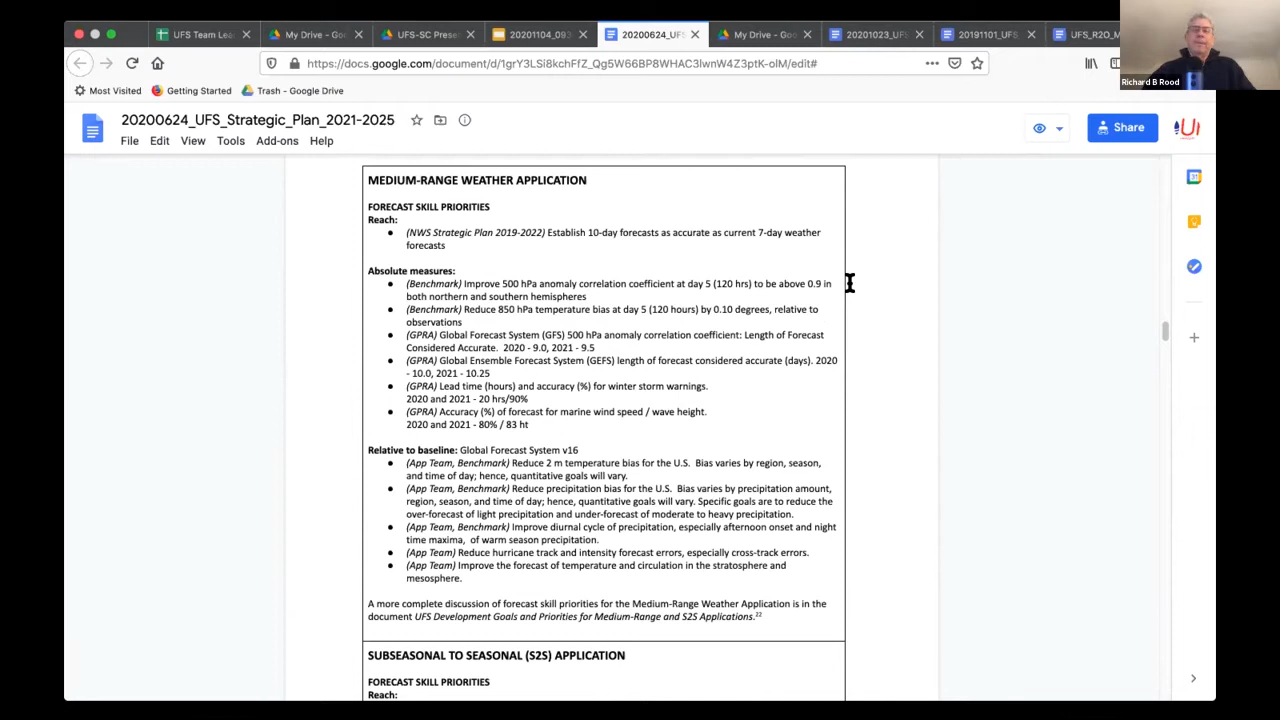 UFS Team Lea
My Drive - Goo
UFS-SC Prese
20201104_093
20200624_UFS
My Drive - Goo
20201023_UFS
20191101_UFS
UFS_R2O_M
Richard B Rood
https://docs.google.com/document/d/1grY3LSi8kchFfZ_Qg5W66BP8WHAC3lwnW4Z3ptK-olM/edit#
Most Visited
Getting Started
Trash - Google Drive
20200624_UFS_Strategic_Plan_2021-2025
File Edit View Tools Add-ons Help
Share
31
MEDIUM-RANGE WEATHER APPLICATION
FORECAST SKILL PRIORITIES
Reach:
● (NWS Strategic Plan 2019-2022) Establish 10-day forecasts as accurate as current 7-day weather
forecasts
Absolute measures:
● (Benchmark) Improve 500 hPa anomaly correlation coefficient at day 5 (120 hrs) to be above 0.9 in
both northern and southern hemispheres
● (Benchmark) Reduce 850 hPa temperature bias at day 5 (120 hours) by 0.10 degrees, relative to
observations
● (GPRA) Global Forecast System (GFS) 500 hPa anomaly correlation coefficient: Length of Forecast
Considered Accurate. 2020 - 9.0, 2021 - 9.5
● (GPRA) Global Ensemble Forecast System (GEFS) length of forecast considered accurate (days). 2020
- 10.0, 2021 - 10.25
● (GPRA) Lead time (hours) and accuracy (%) for winter storm warnings.
2020 and 2021 - 20 hrs/90%
● (GPRA) Accuracy (%) of forecast for marine wind speed / wave height.
2020 and 2021 - 80% / 83 ht
Relative to baseline: Global Forecast System v16
● (App Team, Benchmark) Reduce 2 m temperature bias for the U.S. Bias varies by region, season,
and time of day; hence, quantitative goals will vary.
● (App Team, Benchmark) Reduce precipitation bias for the U.S. Bias varies by precipitation amount,
region, season, and time of day; hence, quantitative goals will vary. Specific goals are to reduce the
over-forecast of light precipitation and under-forecast of moderate to heavy precipitation.
● (App Team, Benchmark) Improve diurnal cycle of precipitation, especially afternoon onset and night
time maxima, of warm season precipitation.
● (App Team) Reduce hurricane track and intensity forecast errors, especially cross-track errors.
● (App Team) Improve the forecast of temperature and circulation in the stratosphere and
mesosphere.
A more complete discussion of forecast skill priorities for the Medium-Range Weather Application is in the
document UFS Development Goals and Priorities for Medium-Range and S2S Applications.22
SUBSEASONAL TO SEASONAL (S2S) APPLICATION
FORECAST SKILL PRIORITIES
Reach: